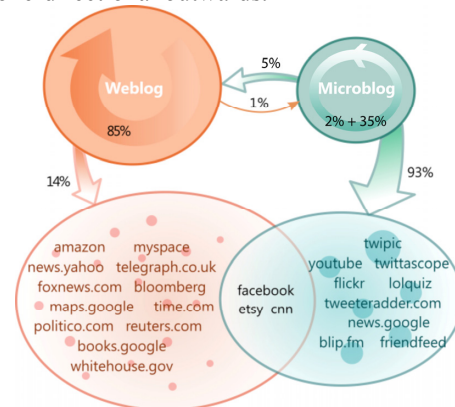 5%
Weblog
Microblog
1%
85%
2% + 35%
14%
93%
amazon myspace
news.yahoo telegraph.co.uk
foxnews.com bloomberg
maps.google time.com
politico.com reuters.com
books.google
whitehouse.gov
facebook
etsy cnn
twipic
youtube twittascope
flickr lolquiz
tweeteradder.com
news.google
blip.fm friendfeed